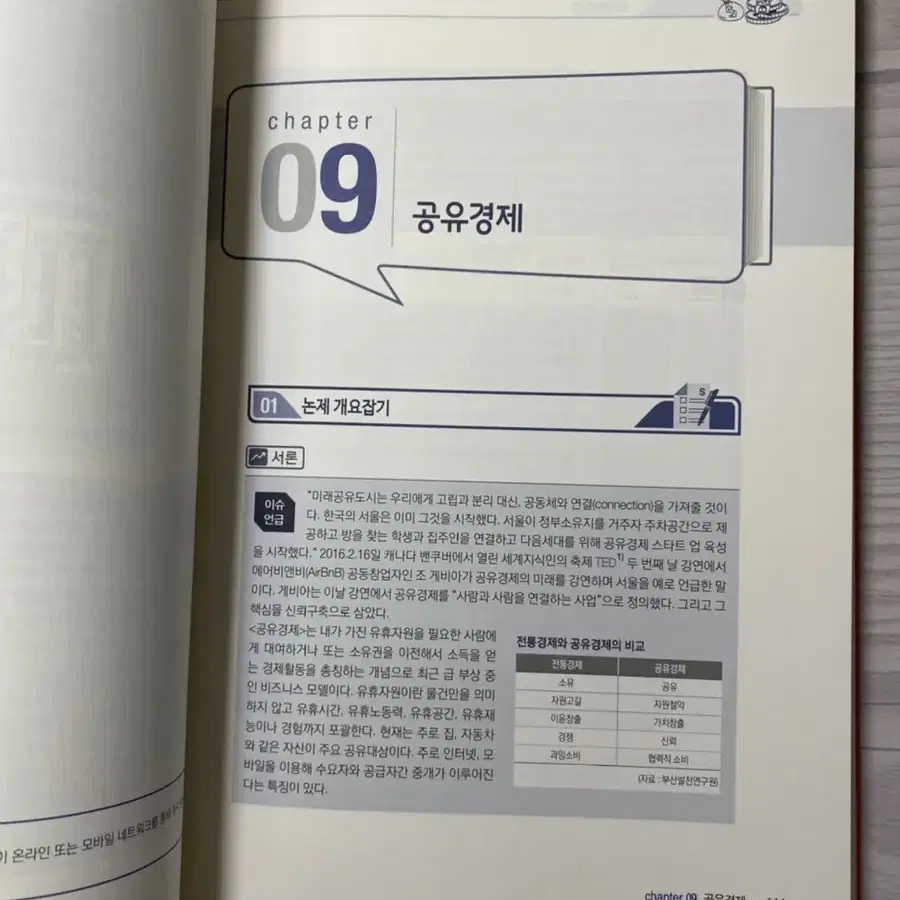 chapter
09
공유경제
01 논제 개요잡기
S
서론
이슈
언급
"미래공유도시는 우리에게 고립과 분리 대신, 공동체와 연결(connection)을 가져줄 것이
다. 한국의 서울은 이미 그것을 시작했다. 서울이 정부소유지를 거주자 주차공간으로 제
공하고 방을 찾는 학생과 집주인을 연결하고 다음세대를 위해 공유경제 스타트 업 육성
을 시작했다." 2016.2.16일 캐나다 밴쿠버에서 열린 세계지식인의 축제 TED1) 두 번째 날 강연에서
에어비앤비(AirBnB) 공동창업자인 조 게비아가 공유경제의 미래를 강연하며 서울을 예로 언급한 말
이다. 게비아는 이날 강연에서 공유경제를 "사람과 사람을 연결하는 사업"으로 정의했다. 그리고 그
핵심을 신뢰구축으로 삼았다.
<공유경제>는 내가 가진 유휴자원을 필요한 사람에
게 대여하거나 또는 소유권을 이전해서 소득을 얻
는 경제활동을 총칭하는 개념으로 최근 급 부상 중
인 비즈니스 모델이다. 유휴자원이란 물건만을 의미
하지 않고 유휴시간, 유휴노동력, 유휴공간, 유휴재
능이나 경험까지 포괄한다. 현재는 주로 집, 자동차
와 같은 자산이 주요 공유대상이다. 주로 인터넷, 모
바일을 이용해 수요자와 공급자간 중개가 이루어진
다는 특징이 있다.
전통경제와 공유경제의 비교
전통경제 공유경제
소유 공유
자원고갈 자원절약
이윤창출 가치창출
경쟁 신뢰
과잉소비 협력적 소비
(자료 : 부산발전연구원)
이 온라인 또는 모바일 네트워크를 통해
chapter 09 공유경제